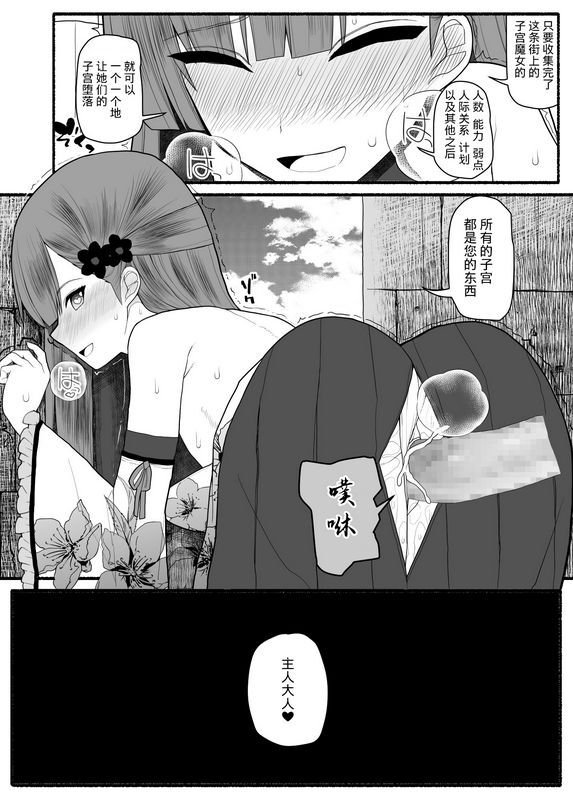 只要收集完了
这条街上的
子宫魔女的
人数 能力 弱点
人际关系 计划
以及其他之后
就可以
一个一个地
让她们的
子宫堕落
は
所有的子宫
都是您的东西
ゾク
は
噗咻
主人大人♥